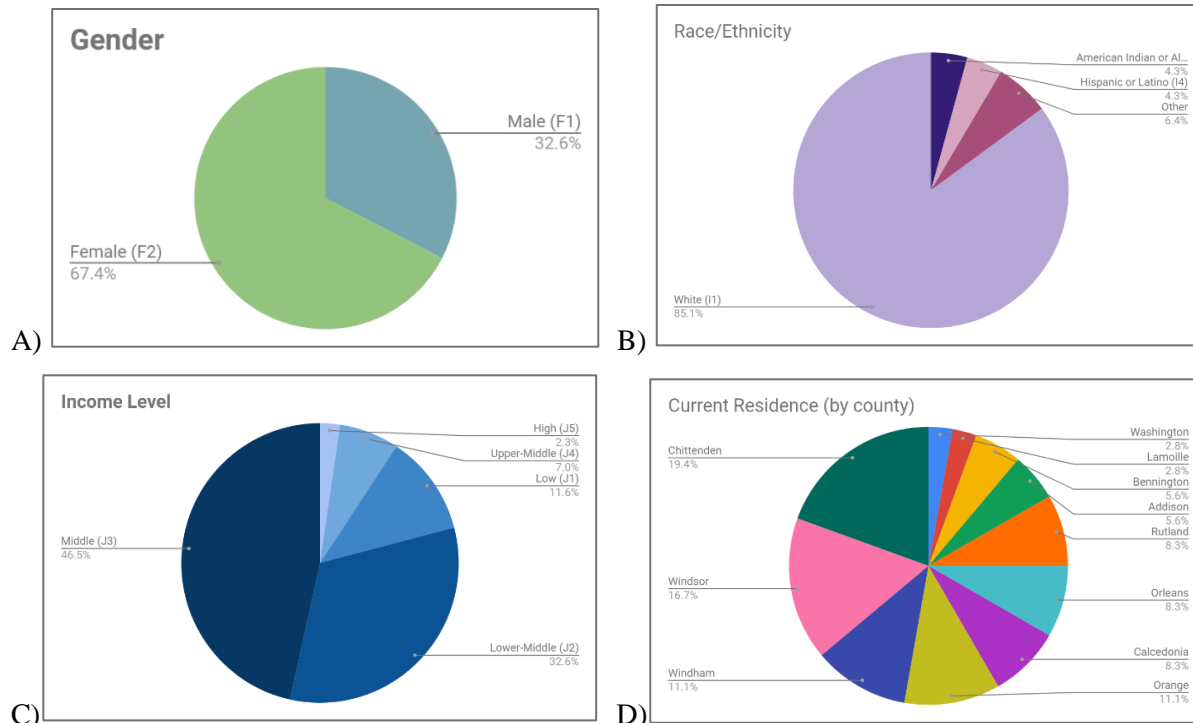 Gender
Male (F1)
32.6%
Female (F2)
67.4%
A)
Race/Ethnicity
American Indian or Al...
4.3%
Hispanic or Latino (I4)
4.3%
Other
6.4%
White (I1)
85.1%
B)
Income Level
High (J5)
2.3%
Upper-Middle (J4)
7.0%
Low (J1)
11.6%
Middle (J3)
46.5%
Lower-Middle (J2)
32.6%
C)
Current Residence (by county)
Washington
2.8%
Lamoille
2.8%
Bennington
5.6%
Addison
5.6%
Rutland
8.3%
Orleans
8.3%
Calcedonia
8.3%
Orange
11.1%
Chittenden
19.4%
Windsor
16.7%
Windham
11.1%
D)